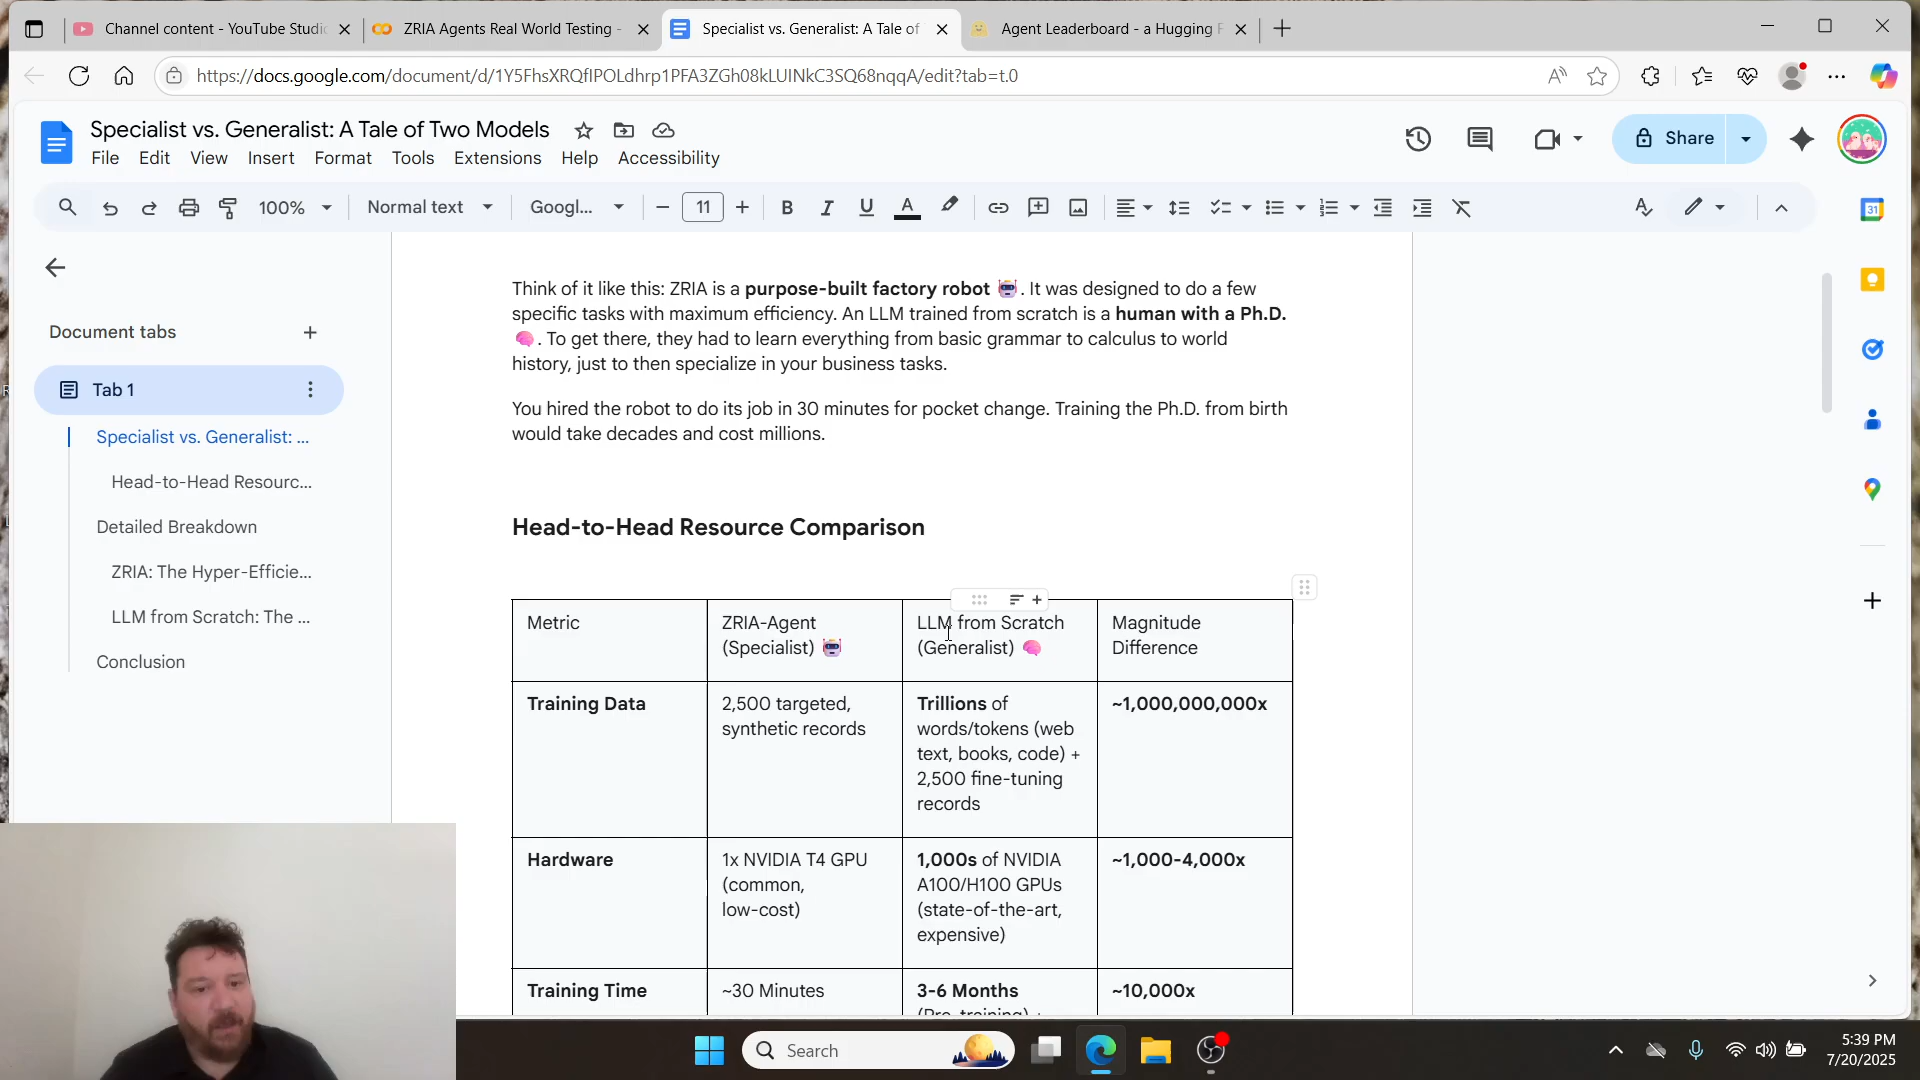 Channel content - YouTube Studi
ZRIA Agents Real World Testing -
Specialist vs. Generalist: A Tale of
Agent Leaderboard - a Hugging F
https://docs.google.com/document/d/1Y5FhsXRQfIPOLdhrp1PFA3ZGh08kLUINkC3SQ68nqqA/edit?tab=t.0
Specialist vs. Generalist: A Tale of Two Models
File Edit View Insert Format Tools Extensions Help Accessibility
Share
100% Normal text Googl... 11
Document tabs
Tab 1
Specialist vs. Generalist: ...
Head-to-Head Resourc...
Detailed Breakdown
ZRIA: The Hyper-Efficie...
LLM from Scratch: The ...
Conclusion
Think of it like this: ZRIA is a purpose-built factory robot 🤖. It was designed to do a few
specific tasks with maximum efficiency. An LLM trained from scratch is a human with a Ph.D.
🧠. To get there, they had to learn everything from basic grammar to calculus to world
history, just to then specialize in your business tasks.
You hired the robot to do its job in 30 minutes for pocket change. Training the Ph.D. from birth
would take decades and cost millions.
Head-to-Head Resource Comparison
Metric
ZRIA-Agent
(Specialist) 🤖
LLM from Scratch
(Generalist) 🧠
Magnitude
Difference
Training Data
2,500 targeted,
synthetic records
Trillions of
words/tokens (web
text, books, code) +
2,500 fine-tuning
records
~1,000,000,000x
Hardware
1x NVIDIA T4 GPU
(common,
low-cost)
1,000s of NVIDIA
A100/H100 GPUs
(state-of-the-art,
expensive)
~1,000-4,000x
Training Time
~30 Minutes
3-6 Months
(Pre-training) +
~10,000x
Search
5:39 PM
7/20/2025